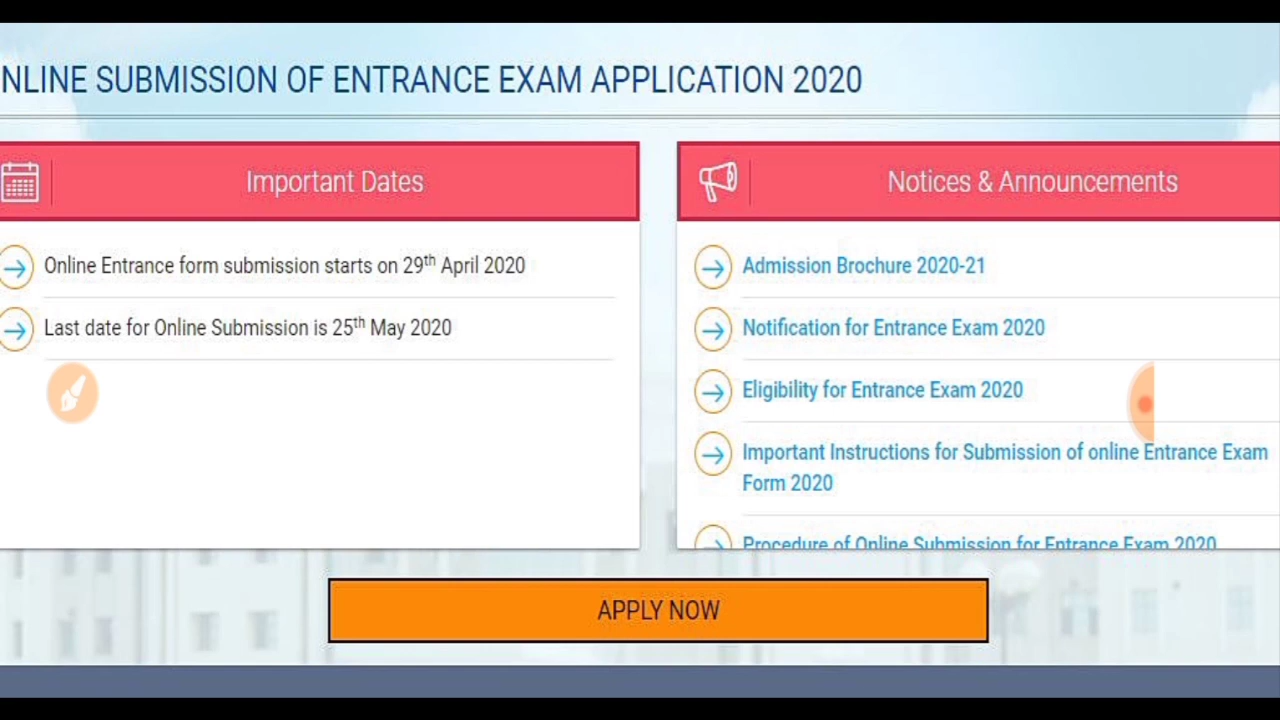 NLINE SUBMISSION OF ENTRANCE EXAM APPLICATION 2020
Important Dates
Online Entrance form submission starts on 29th April 2020
Last date for Online Submission is 25th May 2020
Notices & Announcements
Admission Brochure 2020-21
Notification for Entrance Exam 2020
Eligibility for Entrance Exam 2020
Important Instructions for Submission of online Entrance Exam
Form 2020
Procedure of Online Submission for Entrance Exam 2020
APPLY NOW